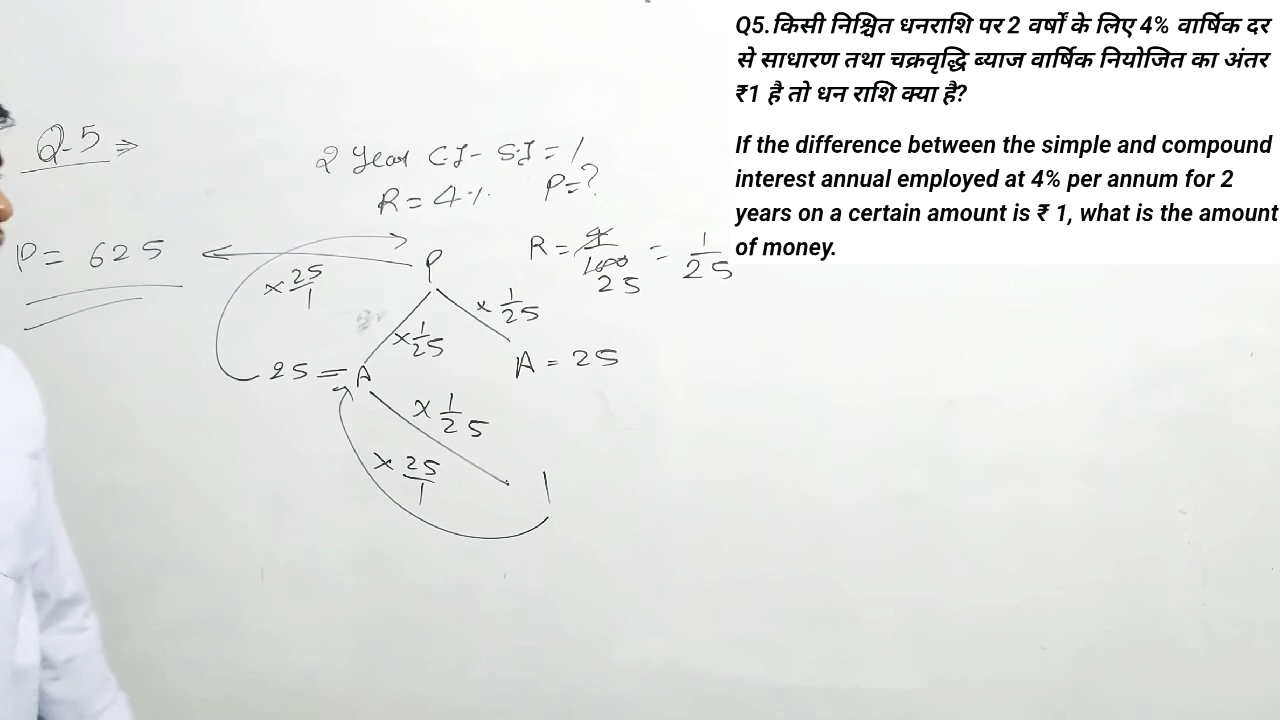 Q5.किसी निश्चित धनराशि पर 2 वर्षों के लिए 4% वार्षिक दर
से साधारण तथा चक्रवृद्धि ब्याज वार्षिक नियोजित का अंतर
₹1 है तो धन राशि क्या है?
If the difference between the simple and compound
interest annual employed at 4% per annum for 2
years on a certain amount is ₹ 1, what is the amount
of money.
Q-5 ⇒
2 Year CI - SI = 1
R = 4% P = ?
P = 625
P
R = 4/100 = 1/25
25
× 25/1
× 1/25
× 1/25
25 = A
A = 25
× 1/25
× 25/1
1